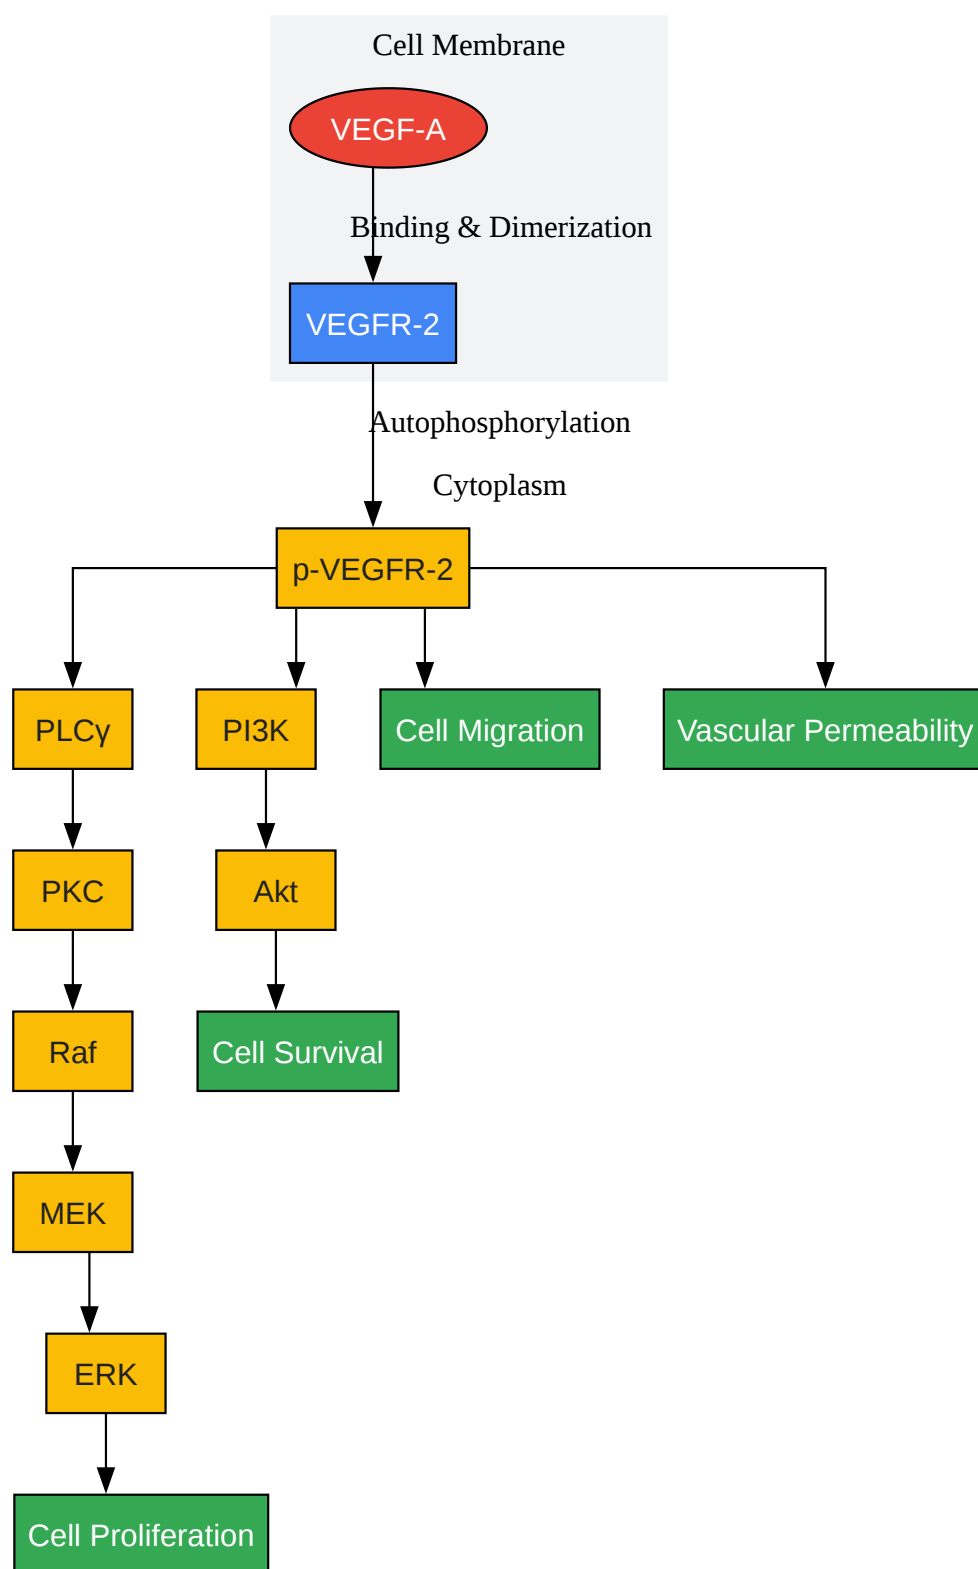 Cell Membrane
VEGF-A
Binding & Dimerization
VEGFR-2
Autophosphorylation
Cytoplasm
p-VEGFR-2
PLCγ
PI3K
Cell Migration
Vascular Permeability
PKC
Akt
Raf
Cell Survival
MEK
ERK
Cell Proliferation